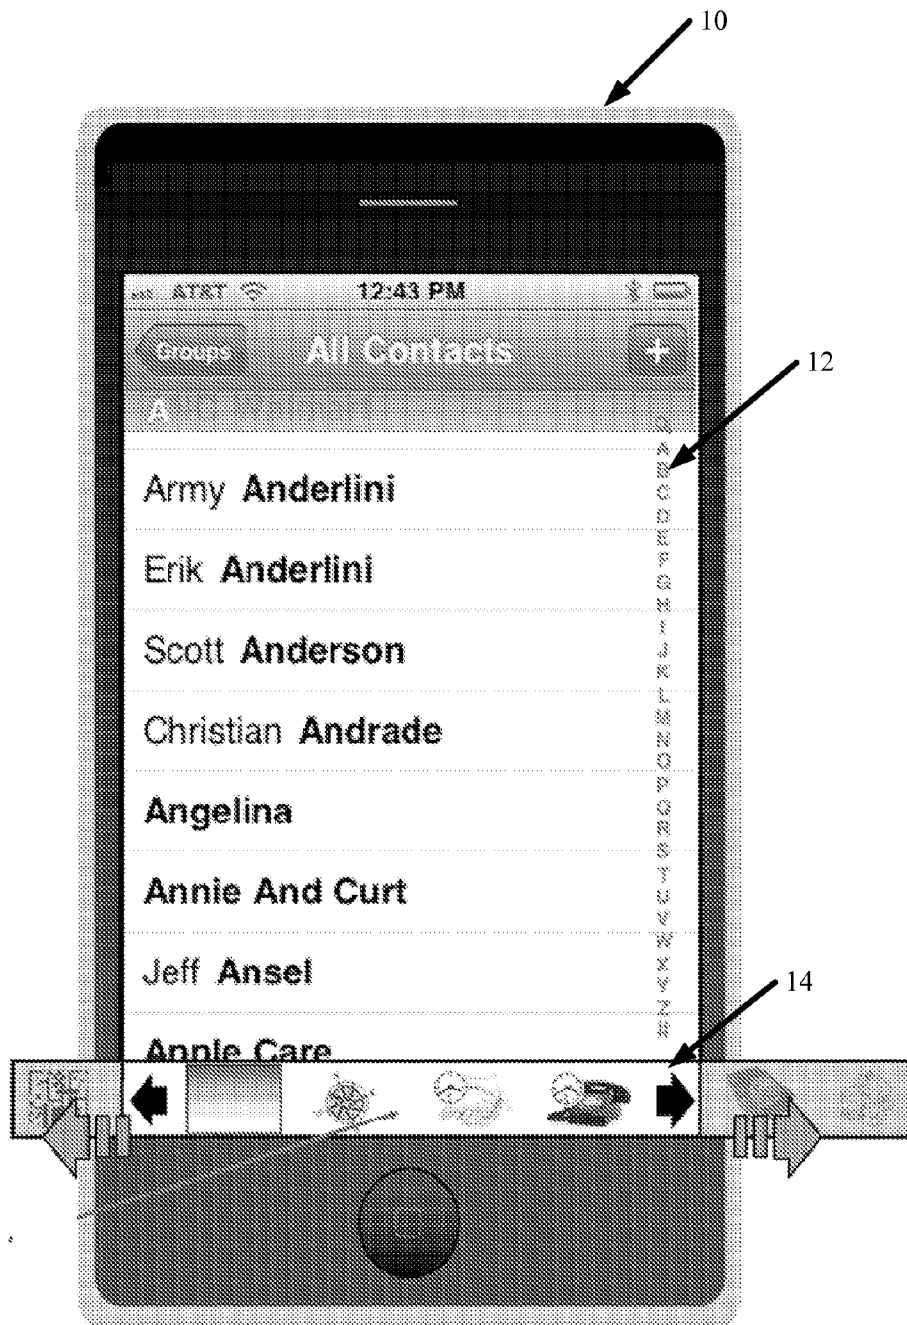 10
AT&T 12:43 PM
Groups All Contacts +
A
12
Army Anderlini
Erik Anderlini
Scott Anderson
Christian Andrade
Angelina
Annie And Curt
Jeff Ansel
Apple Care
A
B
C
D
E
F
G
H
I
J
K
L
M
N
O
P
Q
R
S
T
U
V
W
X
Y
Z
#
14